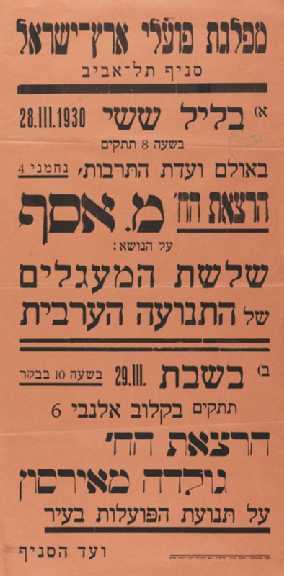 מפלגת פועלי ארץ־ישראל
סניף תל־אביב
א) בליל ששי 28.III.1930
בשעה 8 תתקים
באולם ועדת התרבות, נחמני 4
הרצאת הח' מ. אסף
על הנושא:
שלשת המעגלים
של התנועה הערבית
ב) בשבת 29.III. בשעה 10 בבקר
תתקים בקלוב אלנבי 6
הרצאת הח'
גולדה מאירסון
על תנועת הפועלות בעיר
ועד הסניף